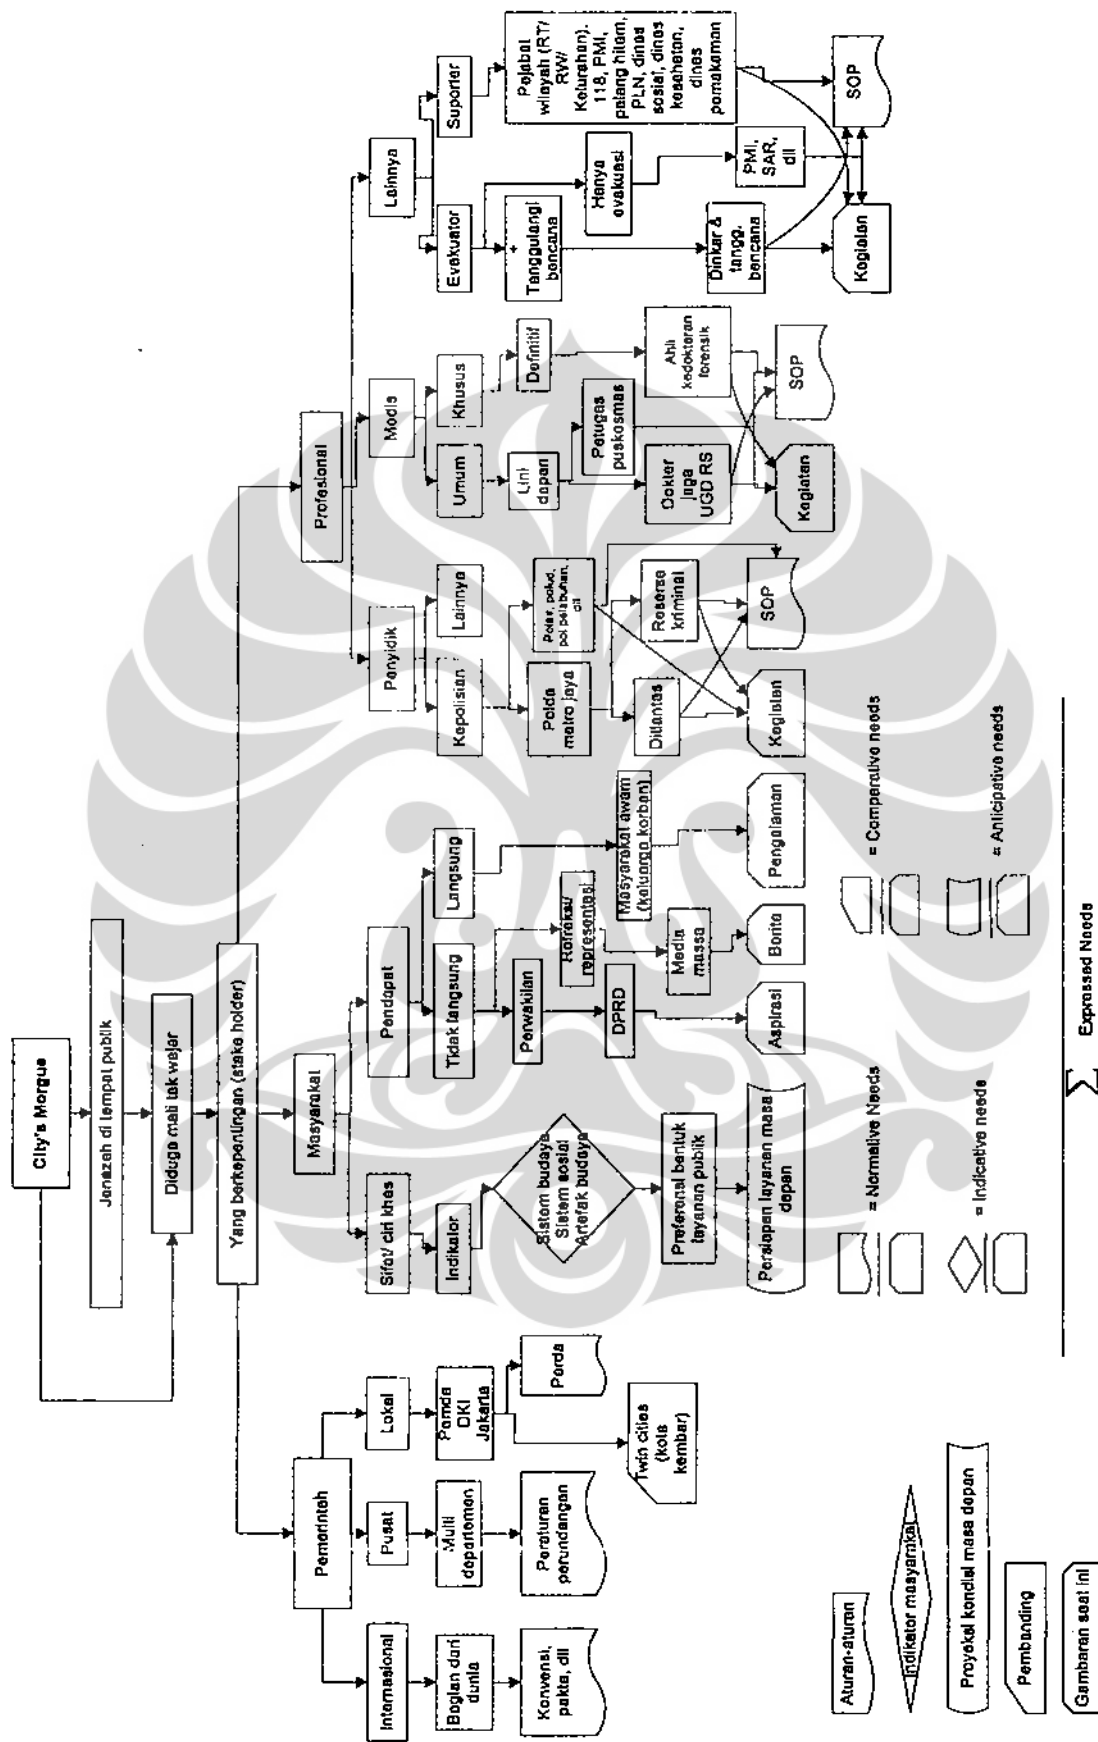 City's Morgue
Jenazah di tempat publik
Diduga mati tak wajar
Yang berkepentingan (stake holder)
Pemerintah
Masyarakat
Profesional
Internasional
Pusat
Lokal
Bagian dari
dunia
Multi
departemen
Pemda
DKI
Jakarta
Konvensi,
pakta, dll
Peraturan
perundangan
Perda
Twin cities
(kota
kembar)
Sifat/ ciri khas
Pendapat
Indikator
Tidak langsung
Langsung
Sistem budaya
Sistem sosial
Artefak budaya
Perwakilan
Refraksi/
representasi
Masyarakat awam
(keluarga korban)
DPRD
Media
massa
Preferensi bentuk
layanan publik
Persiapan layanan masa
depan
Aspirasi
Berita
Pengalaman
Penyidik
Medis
Lainnya
Kepolisian
Lainnya
Umum
Khusus
Evakuator
Suporter
Polda
metro jaya
Polair, polud,
pol pelabuhan,
dll
Lini
depan
Definitif
+
Tanggulangi
bencana
Hanya
evakuasi
Pejabat
wilayah (RT/
RW/
Kelurahan).
118, PMI,
palang hitam,
PLN, dinas
sosial, dinas
kesehatan,
dinas
pemakaman
Ditlantas
Reserse
kriminal
Petugas
puskesmas
Dokter
jaga
UGD RS
Ahli
kedokteran
forensik
Dinkar &
tangg.
bencana
PMI,
SAR,
dll
Kegiatan
SOP
Kegiatan
SOP
Kegiatan
SOP
Aturan-aturan
Indikator masyarakat
Proyeksi kondisi masa depan
Pembanding
Gambaran saat ini
= Normative Needs
= Comparative needs
= Indicative needs
= Anticipative needs
∑ Expressed Needs